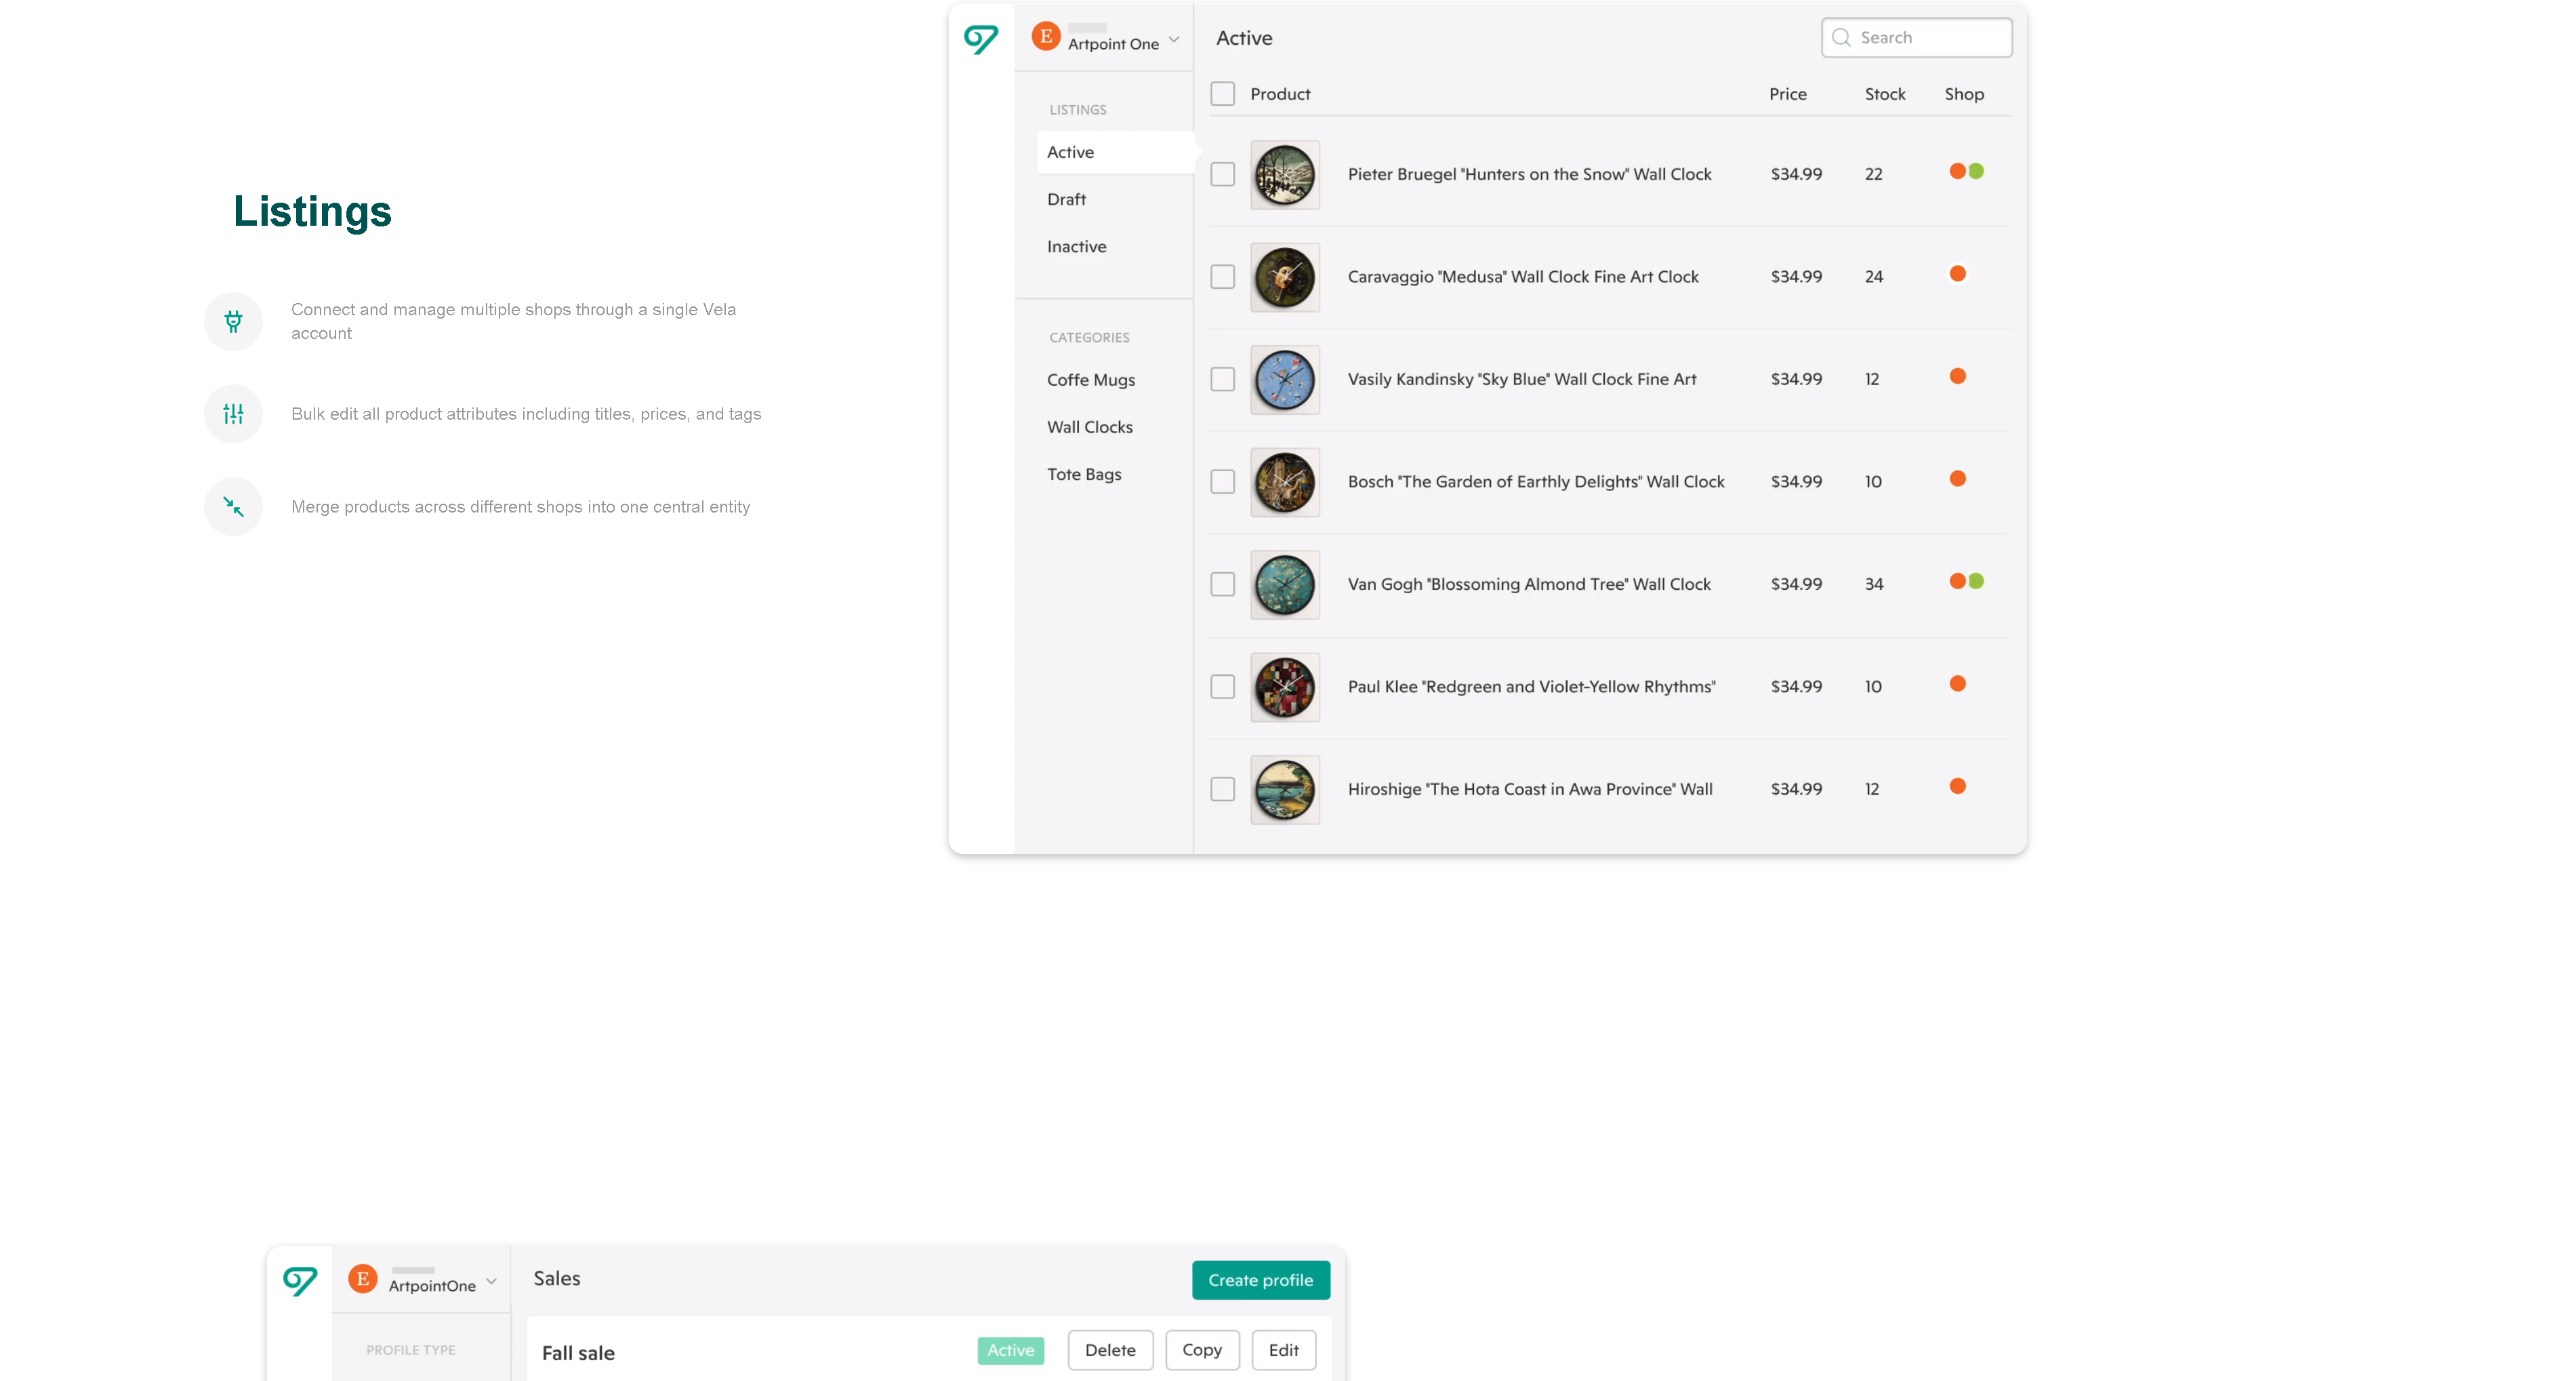 Listings
Connect and manage multiple shops through a single Vela
account
Bulk edit all product attributes including titles, prices, and tags
Merge products across different shops into one central entity
E
Artpoint One
LISTINGS
Active
Draft
Inactive
CATEGORIES
Coffe Mugs
Wall Clocks
Tote Bags
Active
Search
Product Price Stock Shop
Pieter Bruegel "Hunters on the Snow" Wall Clock $34.99 22
Caravaggio "Medusa" Wall Clock Fine Art Clock $34.99 24
Vasily Kandinsky "Sky Blue" Wall Clock Fine Art $34.99 12
Bosch "The Garden of Earthly Delights" Wall Clock $34.99 10
Van Gogh "Blossoming Almond Tree" Wall Clock $34.99 34
Paul Klee "Redgreen and Violet-Yellow Rhythms" $34.99 10
Hiroshige "The Hota Coast in Awa Province" Wall $34.99 12
E
ArtpointOne
PROFILE TYPE
Sales
Create profile
Fall sale
Active
Delete
Copy
Edit